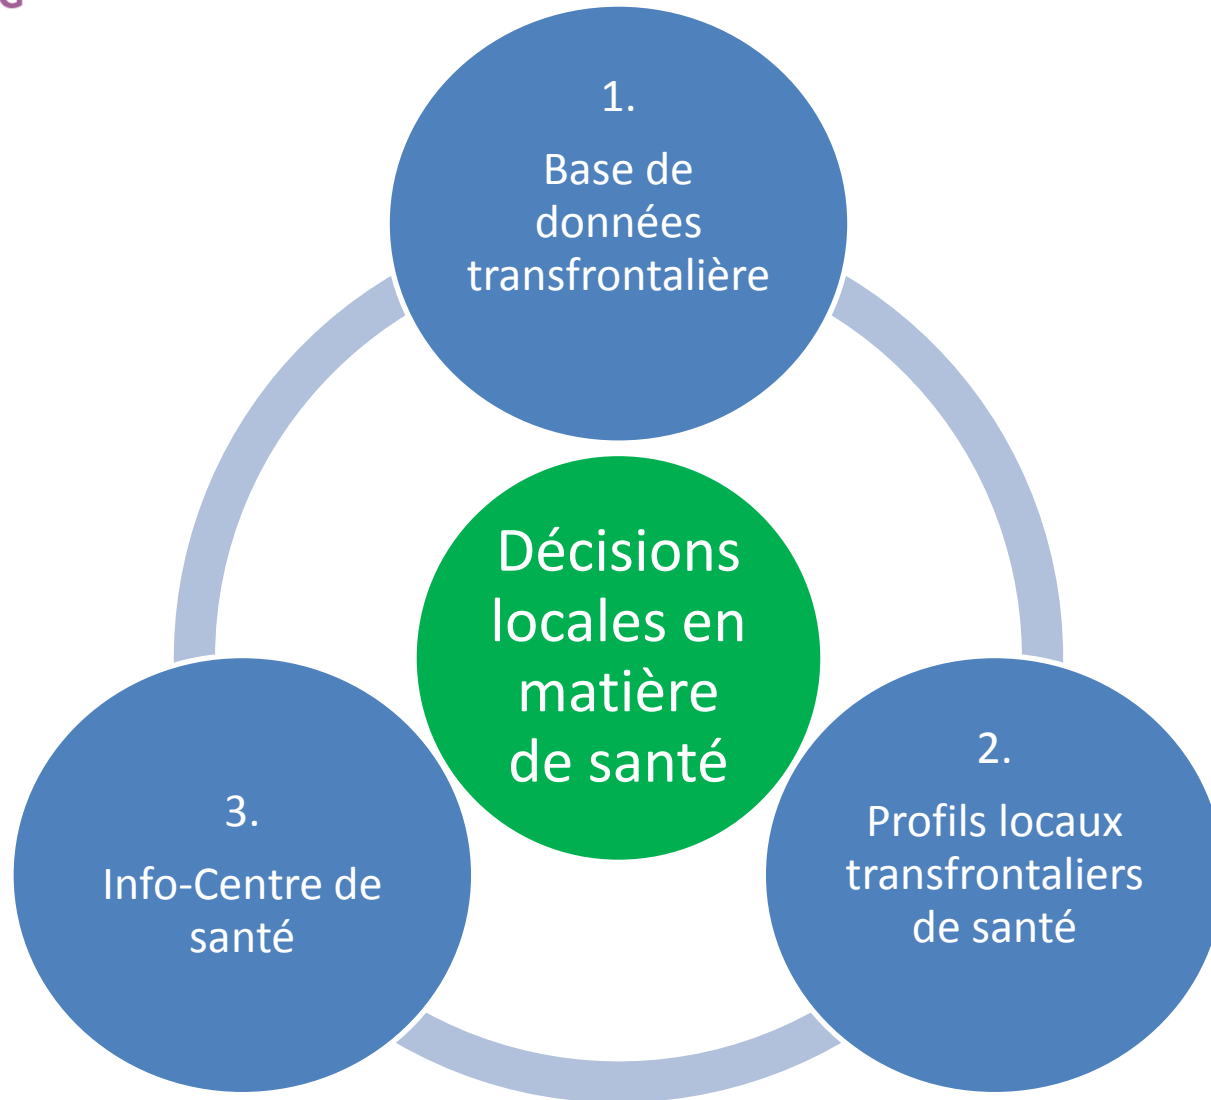 1.
Base de
données
transfrontalière
Décisions
locales en
matière
de santé
2.
Profils locaux
transfrontaliers
de santé
3.
Info-Centre de
santé